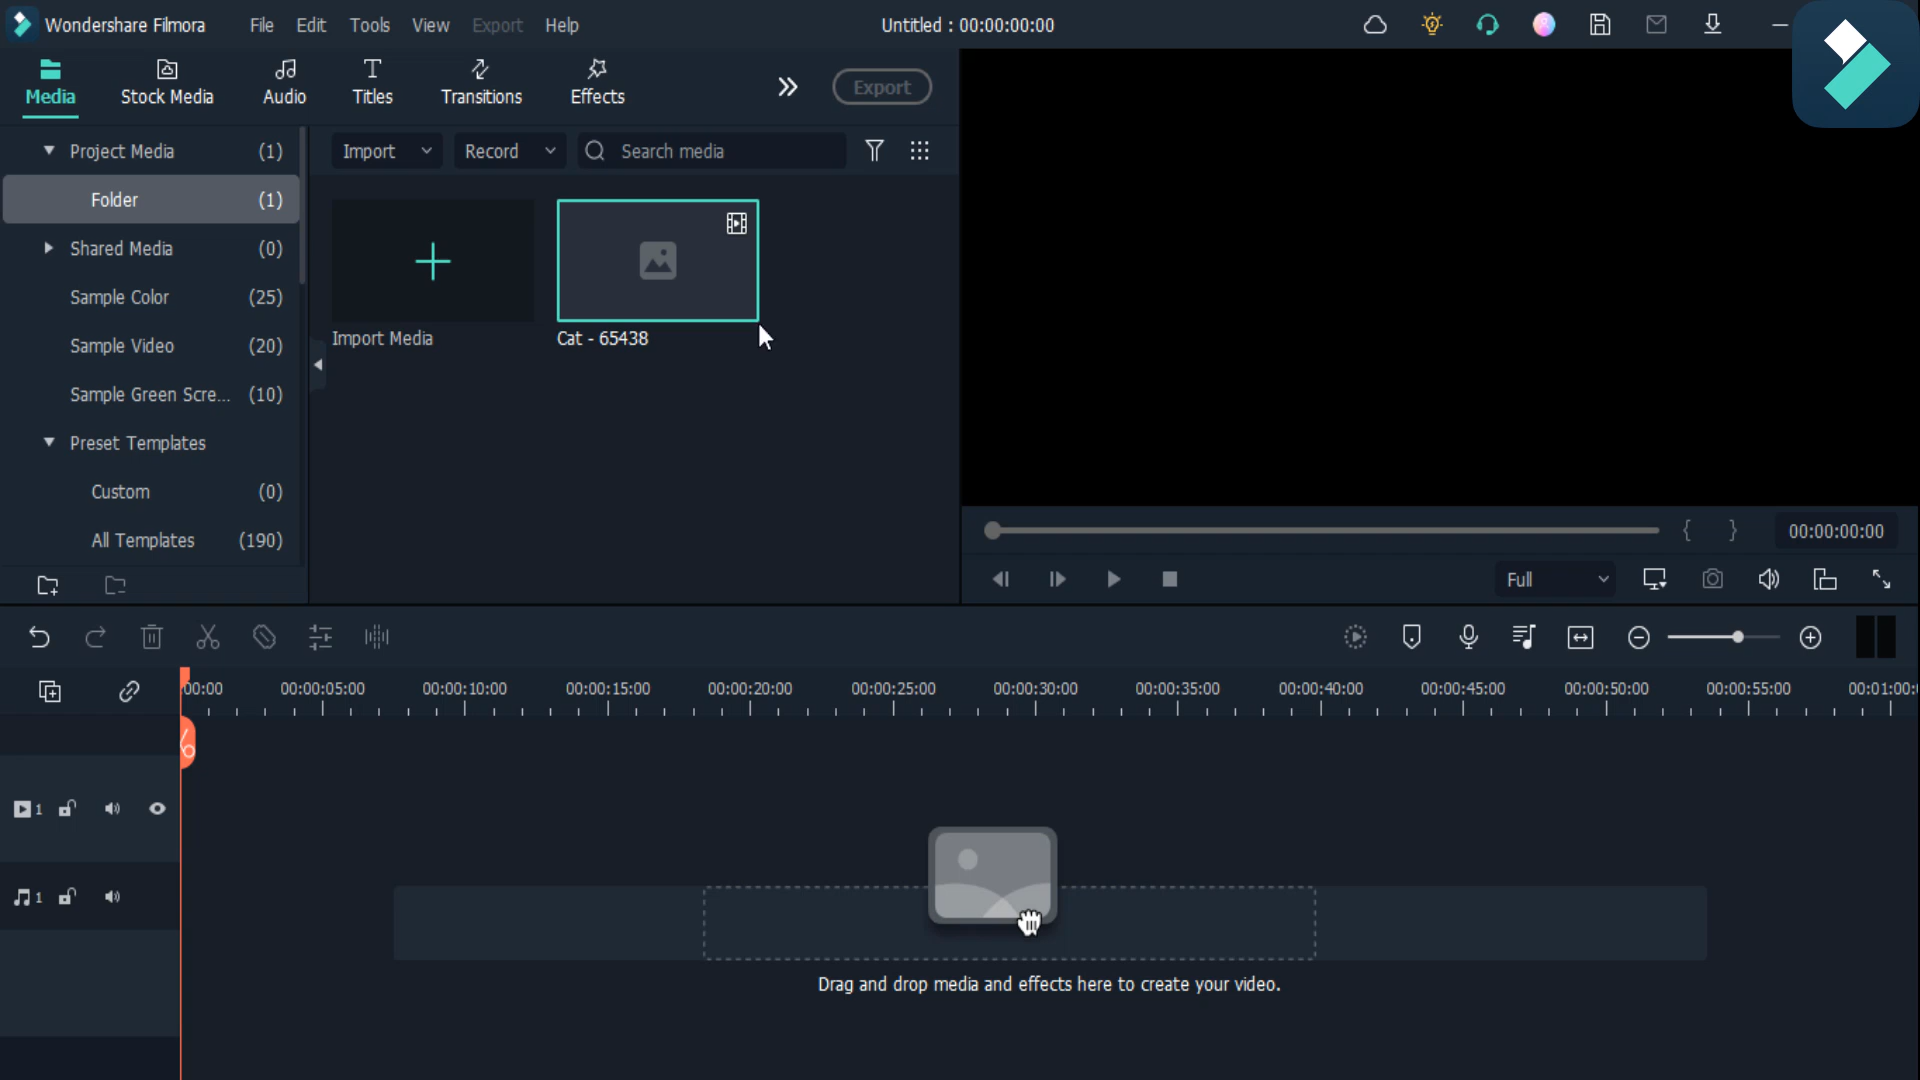 Wondershare Filmora File Edit Tools View Export Help Untitled : 00:00:00:00
Media Stock Media Audio Titles Transitions Effects Export
Project Media (1)
Folder (1)
Shared Media (0)
Sample Color (25)
Sample Video (20)
Sample Green Scre... (10)
Preset Templates
Custom (0)
All Templates (190)
Import Record Search media
Import Media Cat - 65438
{ } 00:00:00:00
Full
00:00 00:00:05:00 00:00:10:00 00:00:15:00 00:00:20:00 00:00:25:00 00:00:30:00 00:00:35:00 00:00:40:00 00:00:45:00 00:00:50:00 00:00:55:00 00:01:00:
1
1
Drag and drop media and effects here to create your video.